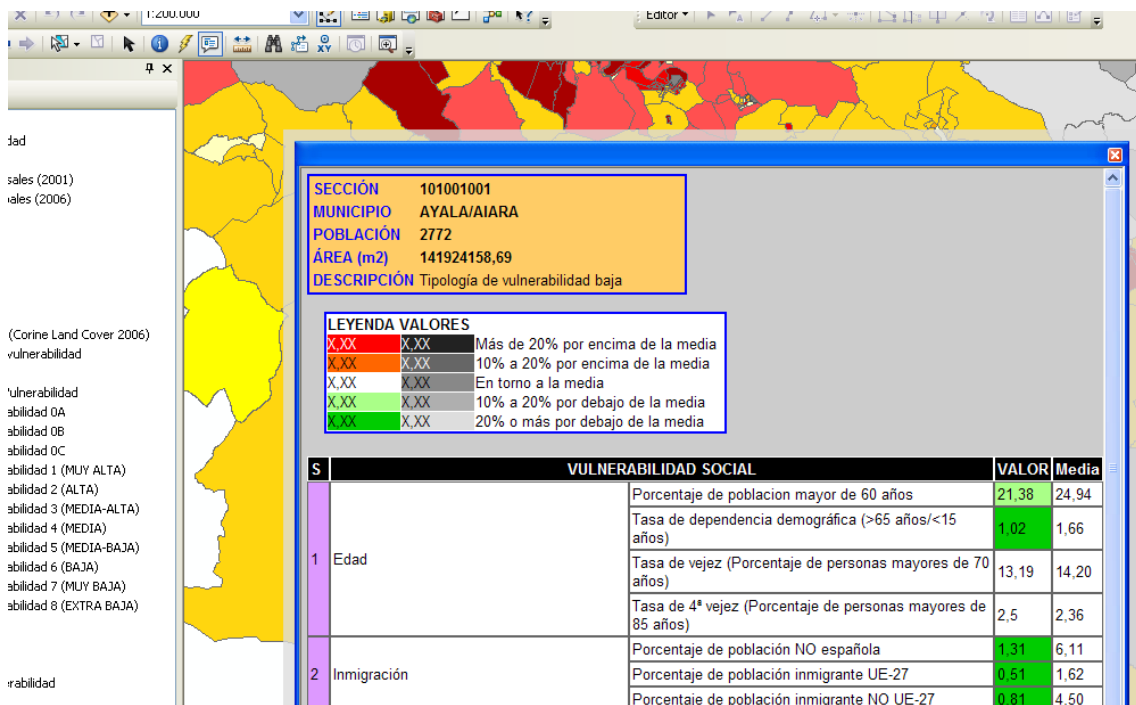 1:200.000
Editor
XY
dad
sales (2001)
pales (2006)
(Corine Land Cover 2006)
vulnerabilidad
Vulnerabilidad
abilidad 0A
abilidad 0B
abilidad 0C
abilidad 1 (MUY ALTA)
abilidad 2 (ALTA)
abilidad 3 (MEDIA-ALTA)
abilidad 4 (MEDIA)
abilidad 5 (MEDIA-BAJA)
abilidad 6 (BAJA)
abilidad 7 (MUY BAJA)
abilidad 8 (EXTRA BAJA)
erabilidad
SECCIÓN 101001001
MUNICIPIO AYALA/AIARA
POBLACIÓN 2772
ÁREA (m2) 141924158,69
DESCRIPCIÓN Tipología de vulnerabilidad baja
LEYENDA VALORES
X,XX X,XX Más de 20% por encima de la media
X,XX X,XX 10% a 20% por encima de la media
X,XX X,XX En torno a la media
X,XX X,XX 10% a 20% por debajo de la media
X,XX X,XX 20% o más por debajo de la media
S VULNERABILIDAD SOCIAL VALOR Media
Porcentaje de poblacion mayor de 60 años 21,38 24,94
Tasa de dependencia demográfica (>65 años/<15
años) 1,02 1,66
1 Edad
Tasa de vejez (Porcentaje de personas mayores de 70
años) 13,19 14,20
Tasa de 4ª vejez (Porcentaje de personas mayores de
85 años) 2,5 2,36
Porcentaje de población NO española 1,31 6,11
2 Inmigración Porcentaje de población inmigrante UE-27 0,51 1,62
Porcentaje de población inmigrante NO UE-27 0,81 4,50